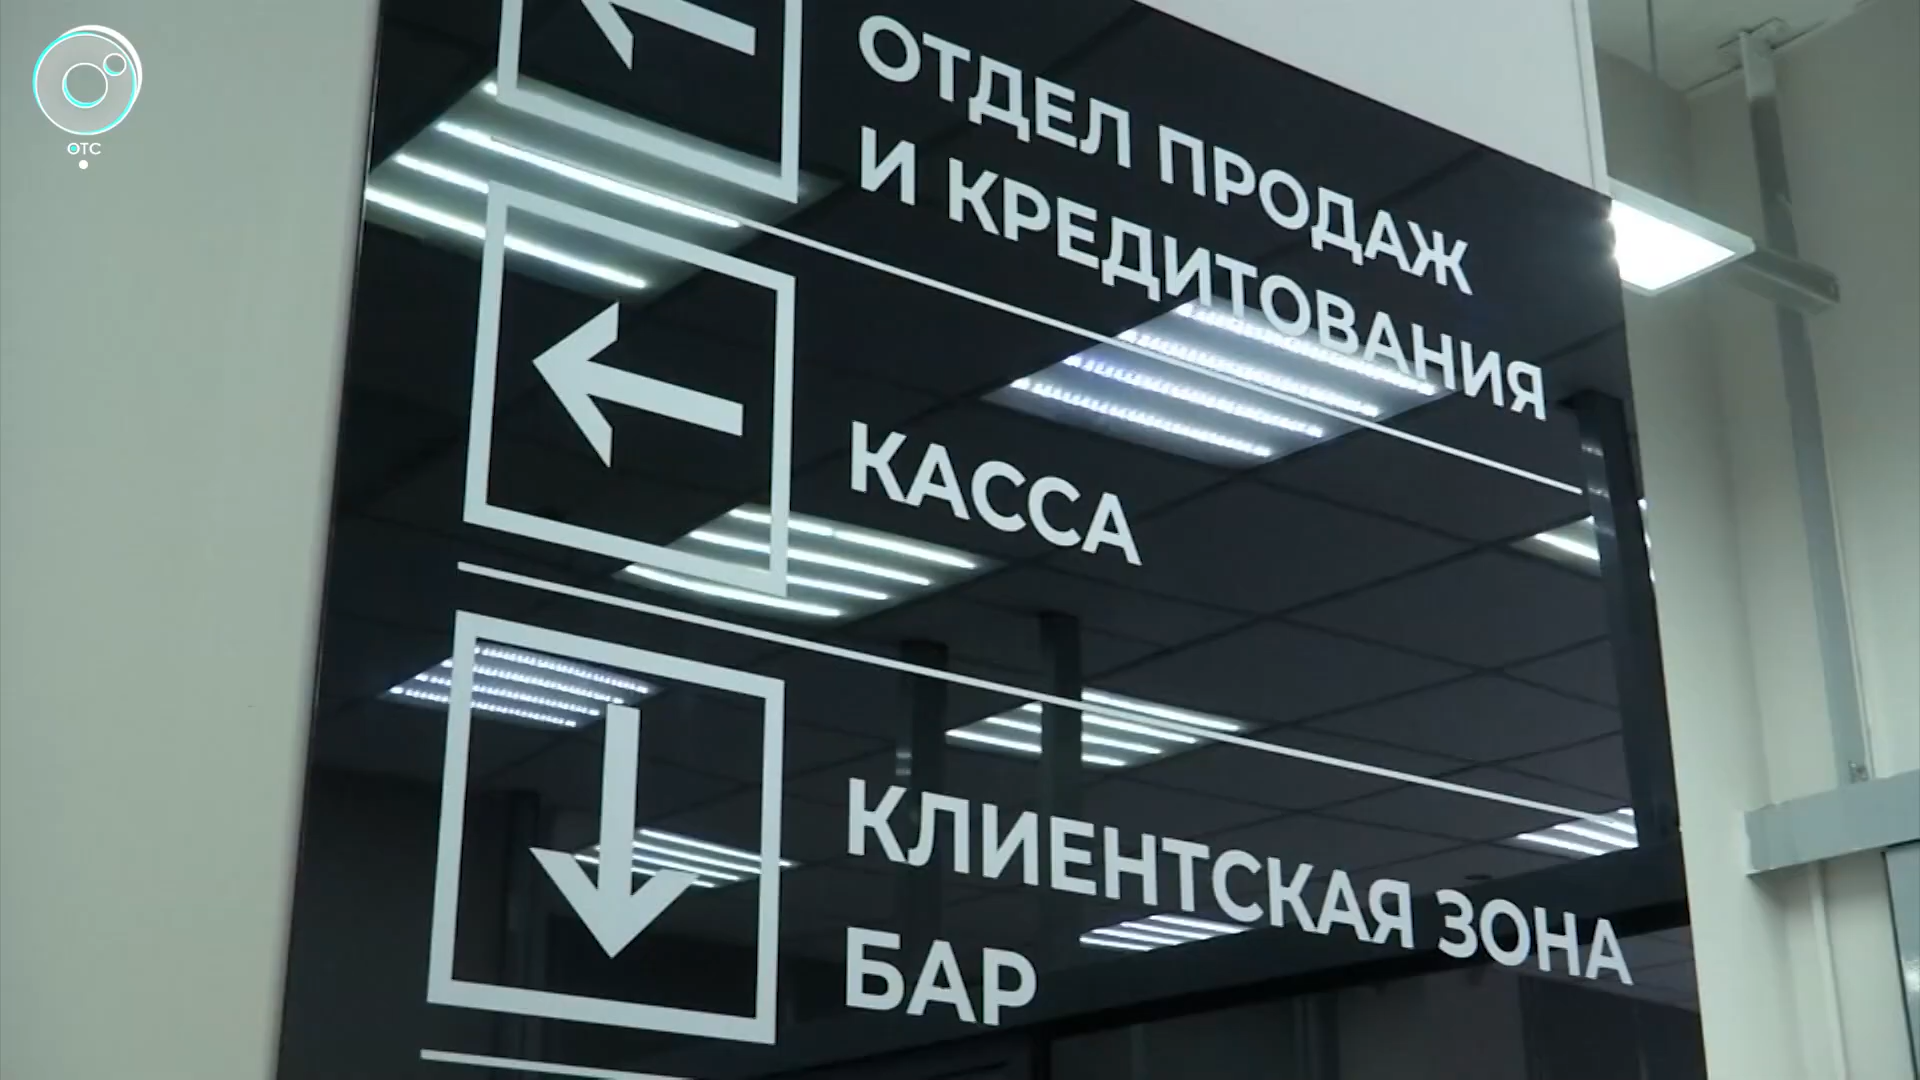 ОТС
ОТДЕЛ ПРОДАЖ
И КРЕДИТОВАНИЯ
КАССА
КЛИЕНТСКАЯ ЗОНА
БАР